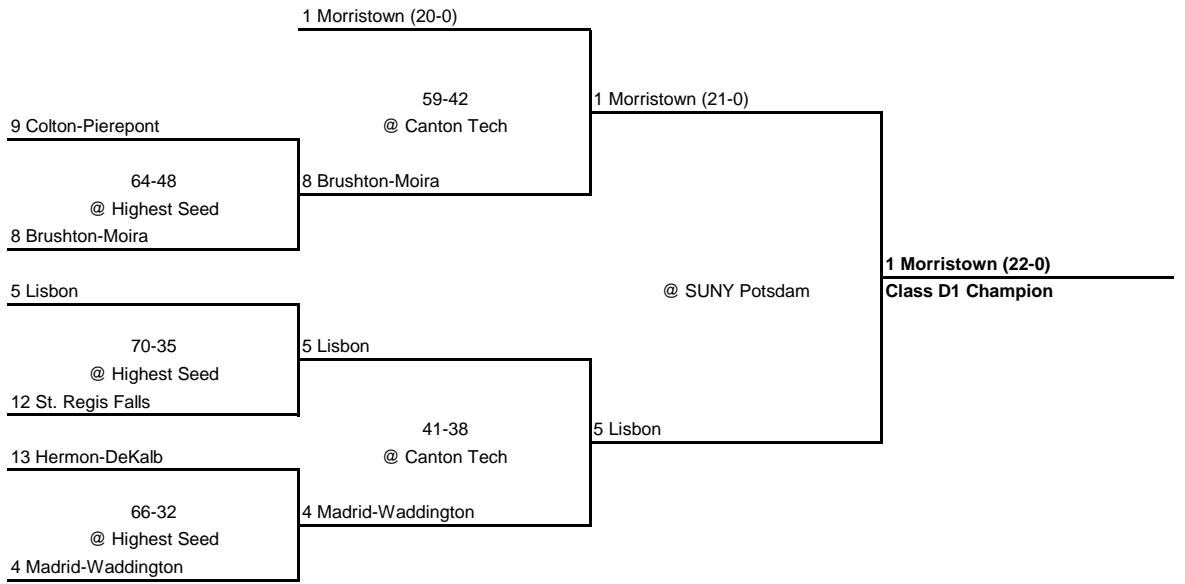 1 Morristown (20-0)
59-42
1 Morristown (21-0)
9 Colton-Pierepont
@ Canton Tech
64-48
8 Brushton-Moira
@ Highest Seed
8 Brushton-Moira
1 Morristown (22-0)
5 Lisbon
@ SUNY Potsdam
Class D1 Champion
70-35
5 Lisbon
@ Highest Seed
12 St. Regis Falls
41-38
5 Lisbon
13 Hermon-DeKalb
@ Canton Tech
66-32
4 Madrid-Waddington
@ Highest Seed
4 Madrid-Waddington